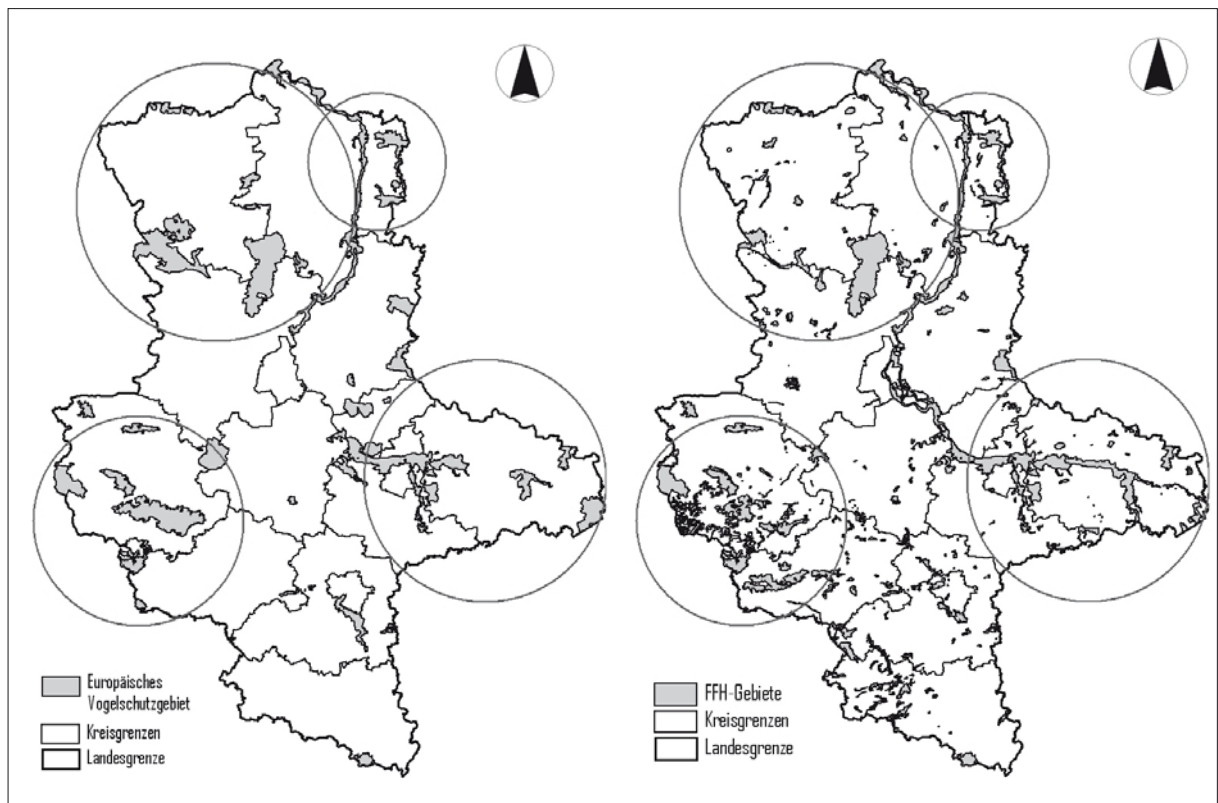 Europäisches
Vogelschutzgebiet
Kreisgrenzen
Landesgrenze
FFH-Gebiete
Kreisgrenzen
Landesgrenze